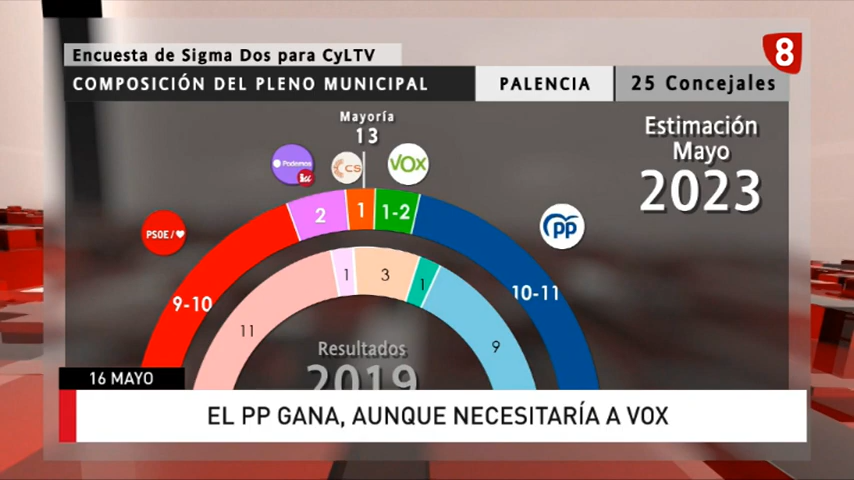 8
Encuesta de Sigma Dos para CyLTV
COMPOSICIÓN DEL PLENO MUNICIPAL
PALENCIA
25 Concejales
Mayoría
13
Estimación
Mayo
2023
Podemos
CS
VOX
PSOE/
PP
9-10
2
1
1-2
10-11
11
1
3
1
9
Resultados
2019
16 MAYO
EL PP GANA, AUNQUE NECESITARÍA A VOX